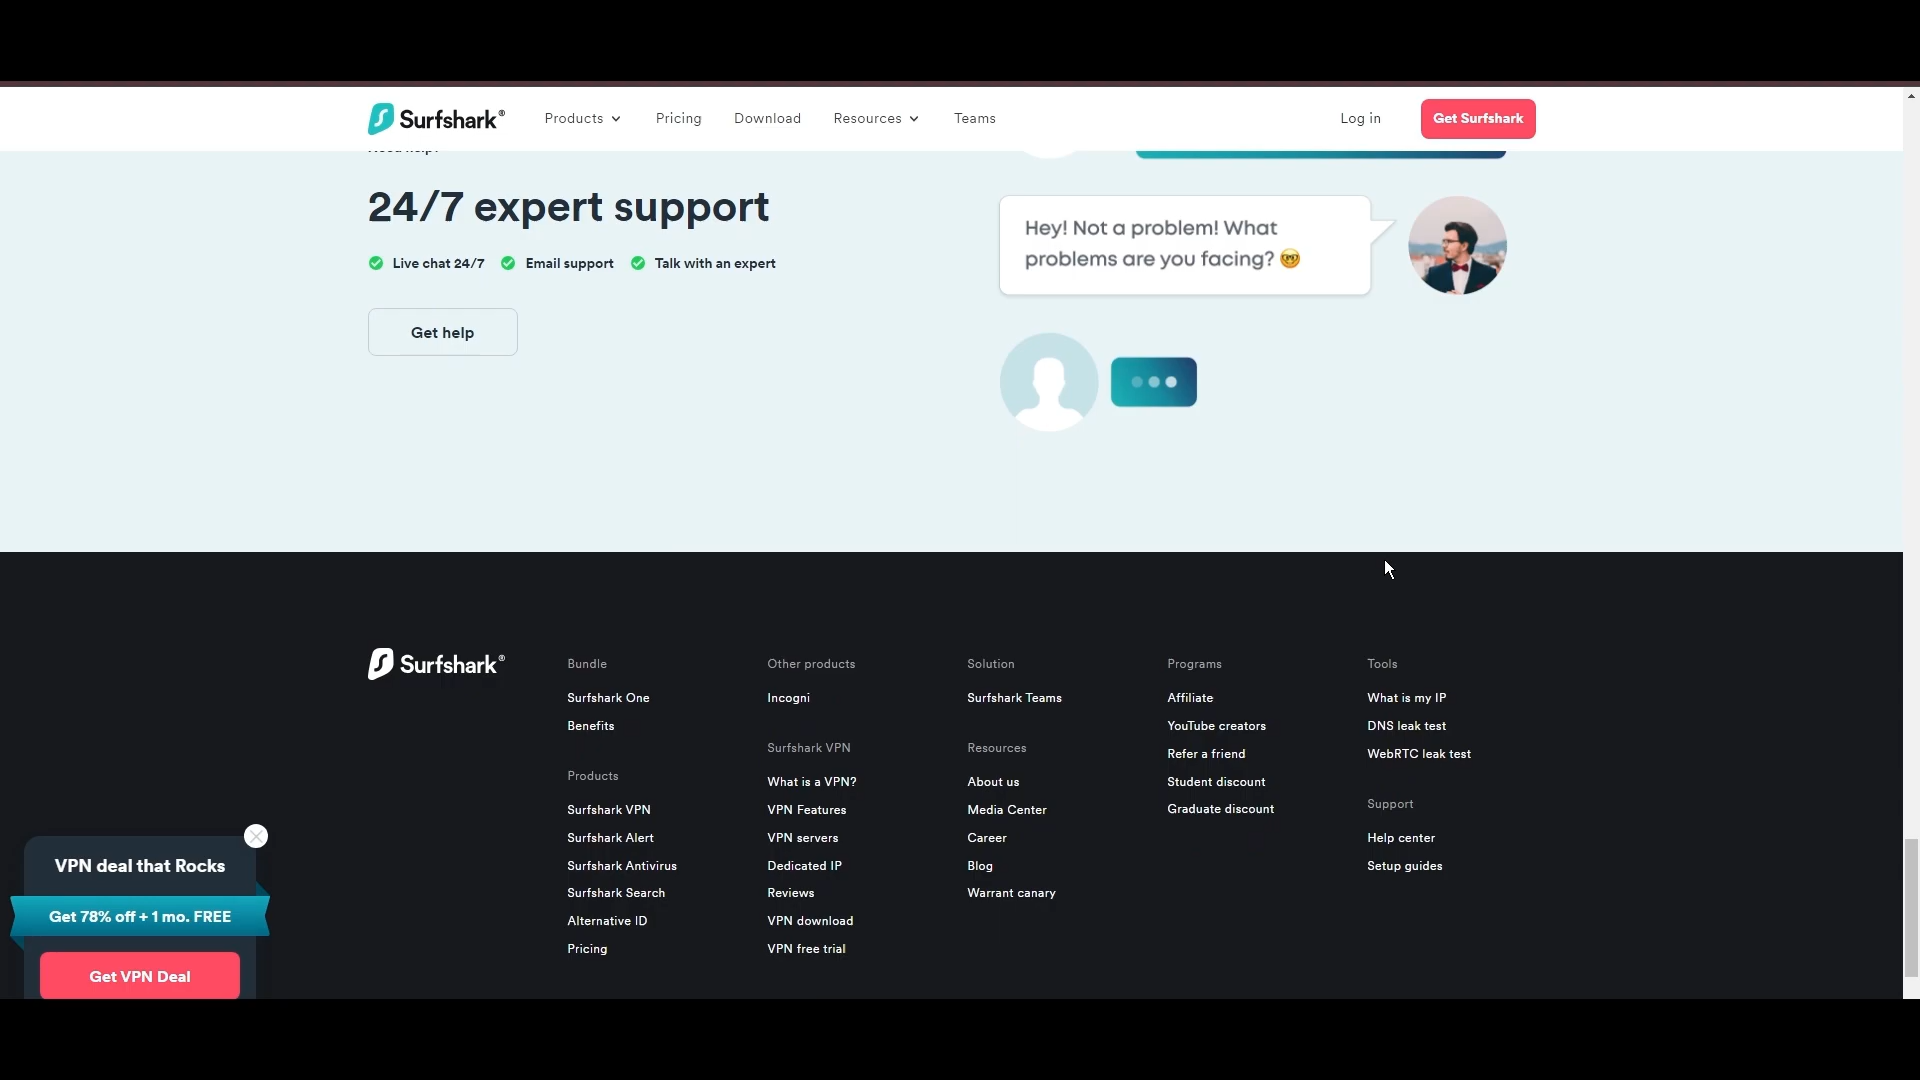 Surfshark®
Products
Pricing
Download
Resources
Teams
Log in
Get Surfshark
24/7 expert support
Live chat 24/7
Email support
Talk with an expert
Get help
Hey! Not a problem! What
problems are you facing? 🤓
Surfshark®
Bundle
Surfshark One
Benefits
Products
Surfshark VPN
Surfshark Alert
Surfshark Antivirus
Surfshark Search
Alternative ID
Pricing
Other products
Incogni
Surfshark VPN
What is a VPN?
VPN Features
VPN servers
Dedicated IP
Reviews
VPN download
VPN free trial
Solution
Surfshark Teams
Resources
About us
Media Center
Career
Blog
Warrant canary
Programs
Affiliate
YouTube creators
Refer a friend
Student discount
Graduate discount
Tools
What is my IP
DNS leak test
WebRTC leak test
Support
Help center
Setup guides
VPN deal that Rocks
Get 78% off + 1 mo. FREE
Get VPN Deal